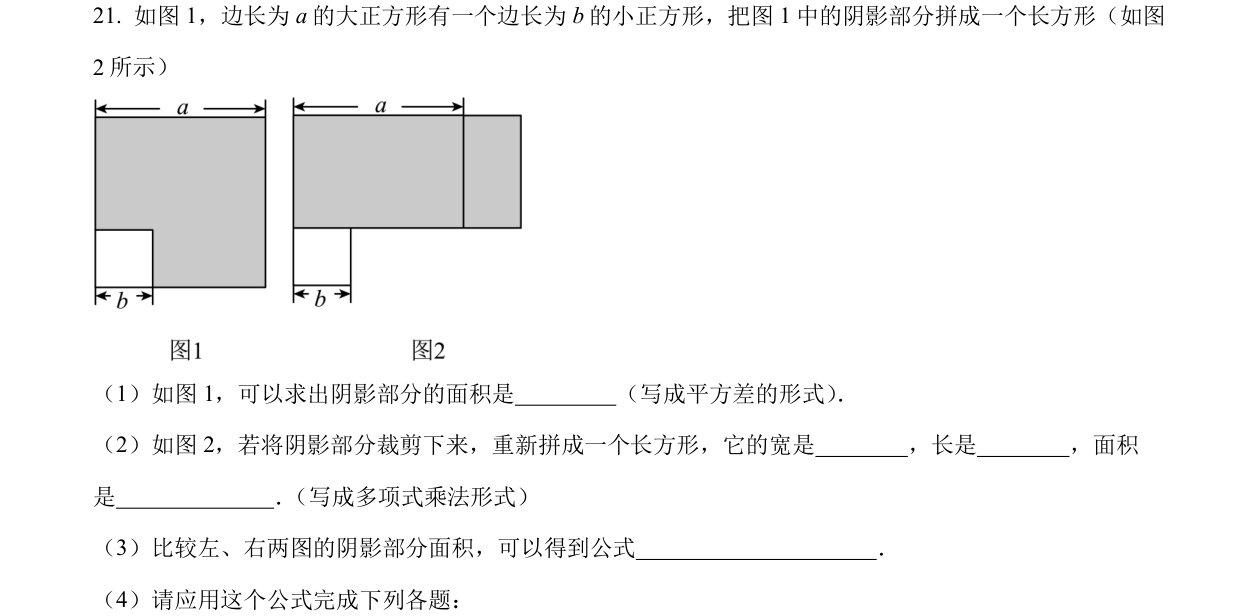 21. 如图 1，边长为 a 的大正方形有一个边长为 b 的小正方形，把图 1 中的阴影部分拼成一个长方形（如图
2 所示）
a
a
b
b
图1
图2
（1）如图 1，可以求出阴影部分的面积是_________（写成平方差的形式）.
（2）如图 2，若将阴影部分裁剪下来，重新拼成一个长方形，它的宽是________，长是________，面积
是______________.（写成多项式乘法形式）
（3）比较左、右两图的阴影部分面积，可以得到公式_____________________.
（4）请应用这个公式完成下列各题：